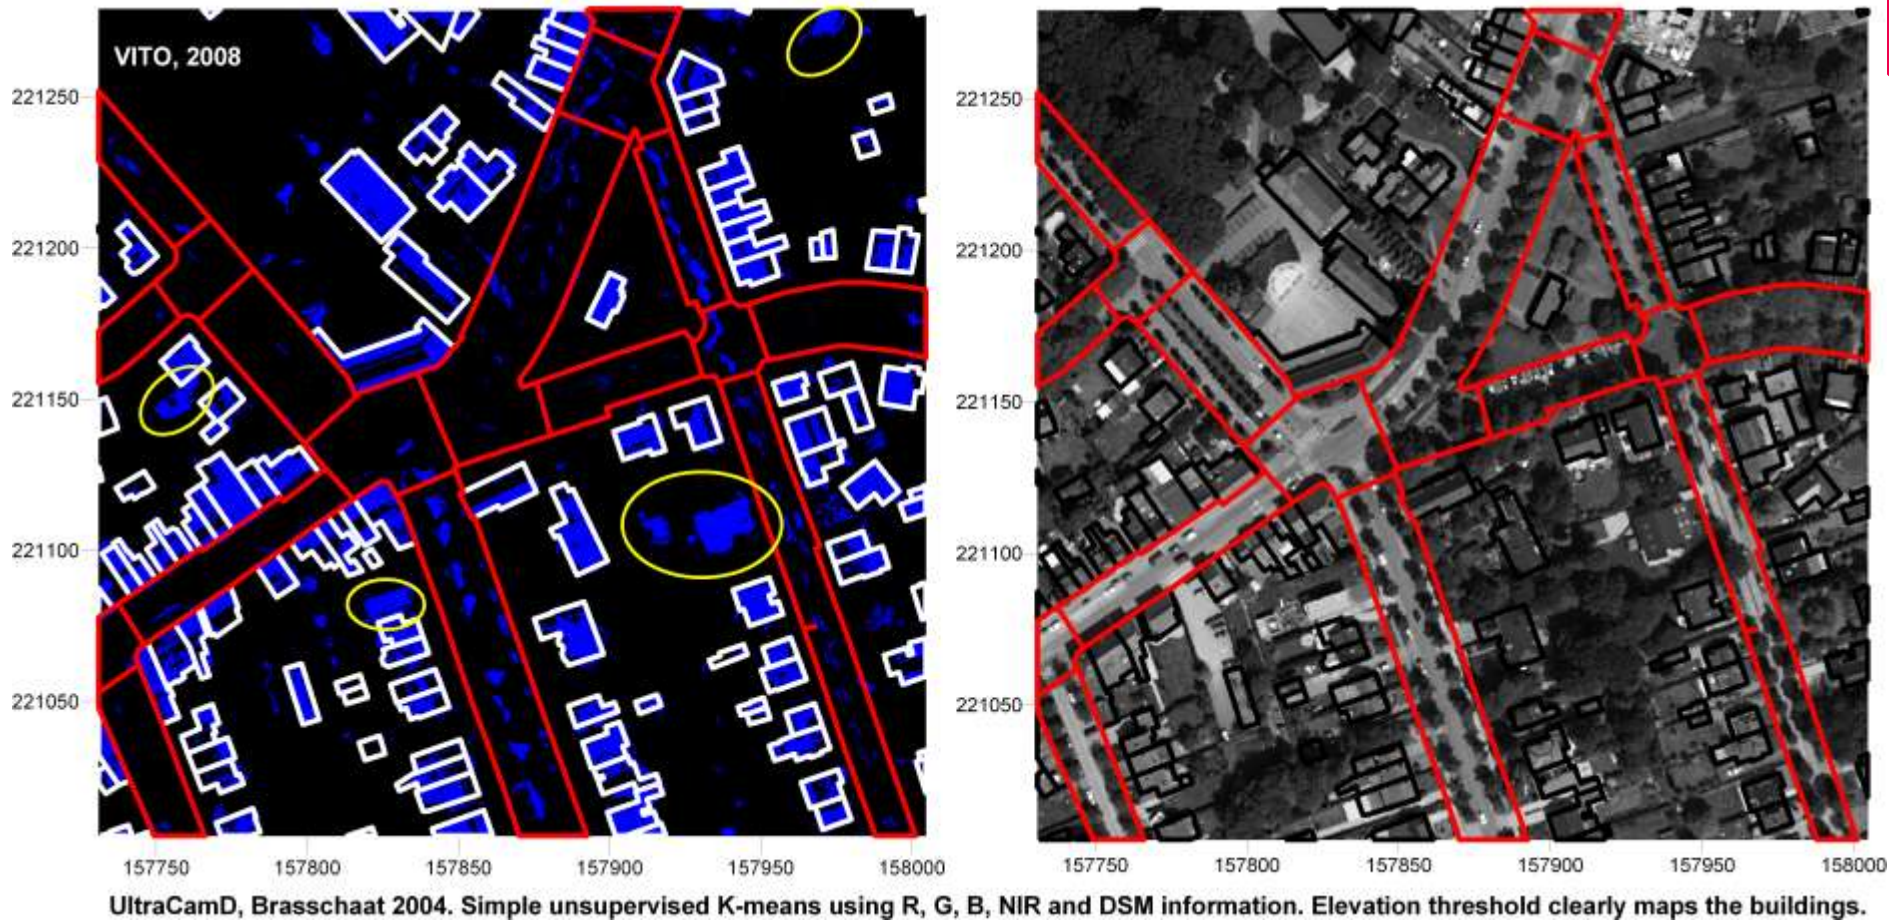 VITO, 2008
221250
221200
221150
221100
221050
157750 157800 157850 157900 157950 158000
221250
221200
221150
221100
221050
157750 157800 157850 157900 157950 158000
UltraCamD, Brasschaat 2004. Simple unsupervised K-means using R, G, B, NIR and DSM information. Elevation threshold clearly maps the buildings.